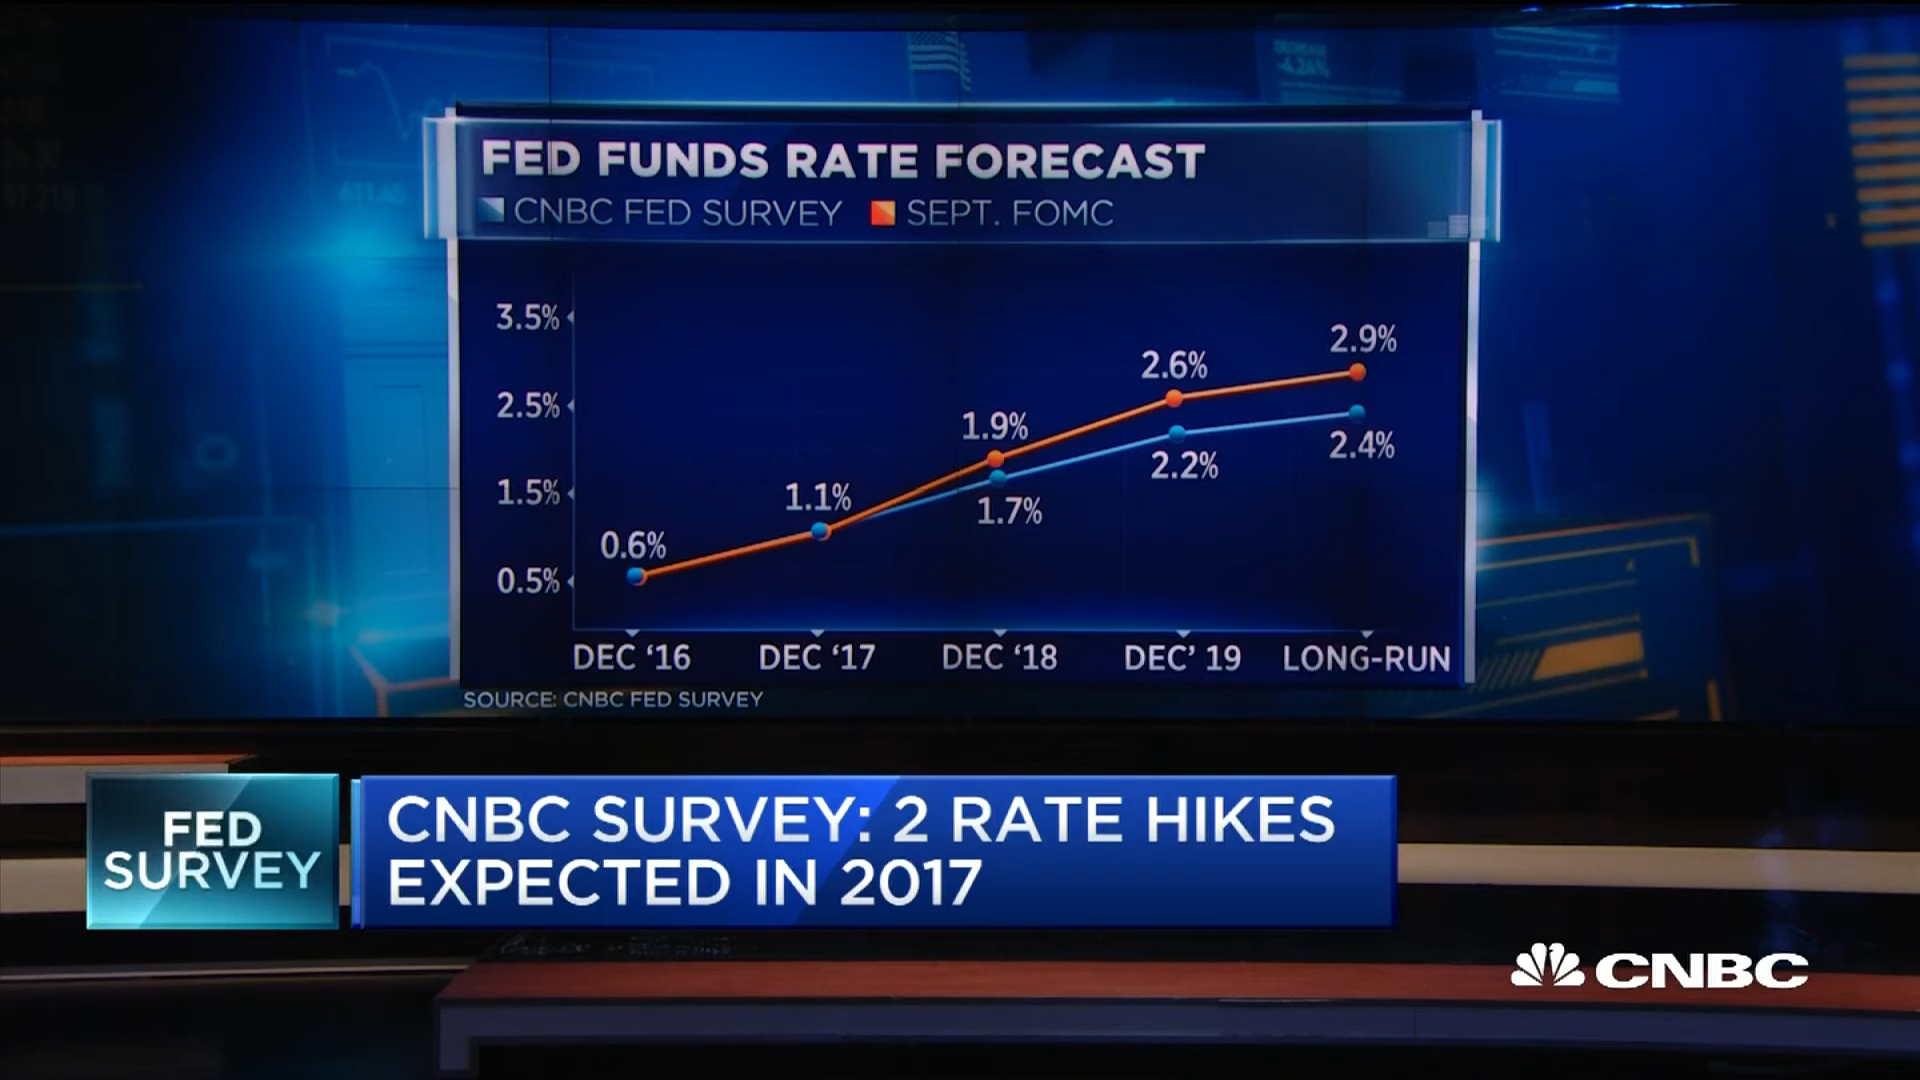 FED FUNDS RATE FORECAST
CNBC FED SURVEY SEPT. FOMC
3.5%
2.5%
1.5%
0.5%
0.6%
1.1%
1.9%
2.6%
2.9%
1.7%
2.2%
2.4%
DEC ‘16 DEC ‘17 DEC ‘18 DEC’ 19 LONG-RUN
SOURCE: CNBC FED SURVEY
FED
SURVEY
CNBC SURVEY: 2 RATE HIKES
EXPECTED IN 2017
CNBC